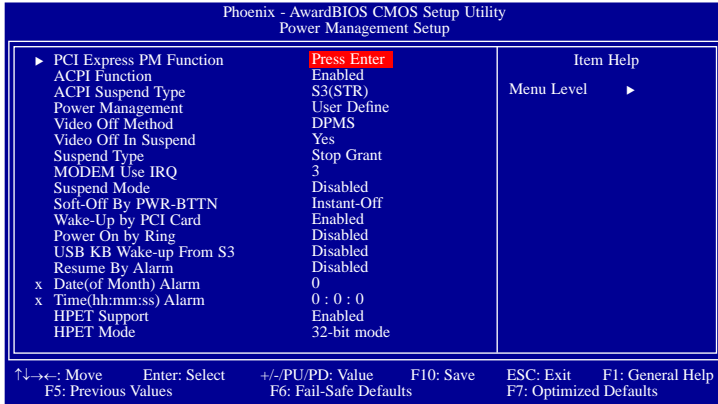 Phoenix - AwardBIOS CMOS Setup Utility
Power Management Setup
▶ PCI Express PM Function Press Enter
ACPI Function Enabled
ACPI Suspend Type S3(STR)
Power Management User Define
Video Off Method DPMS
Video Off In Suspend Yes
Suspend Type Stop Grant
MODEM Use IRQ 3
Suspend Mode Disabled
Soft-Off By PWR-BTTN Instant-Off
Wake-Up by PCI Card Enabled
Power On by Ring Disabled
USB KB Wake-up From S3 Disabled
Resume By Alarm Disabled
x Date(of Month) Alarm 0
x Time(hh:mm:ss) Alarm 0 : 0 : 0
HPET Support Enabled
HPET Mode 32-bit mode
Item Help
Menu Level ▶
↑↓→←: Move Enter: Select +/-/PU/PD: Value F10: Save ESC: Exit F1: General Help
F5: Previous Values F6: Fail-Safe Defaults F7: Optimized Defaults